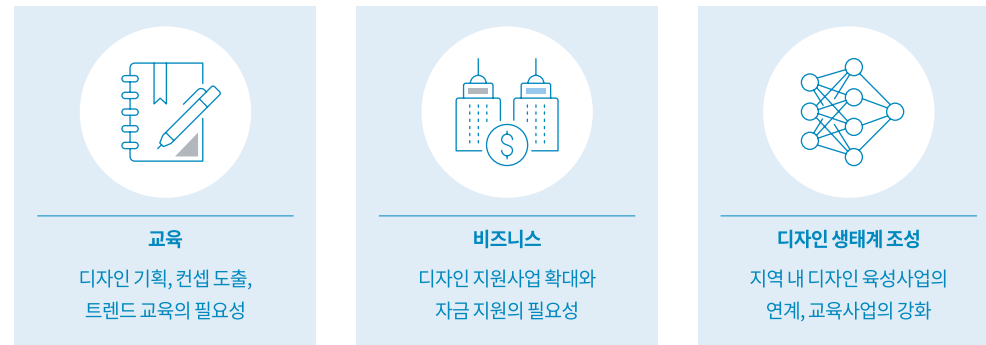 교육
디자인 기획, 컨셉 도출,
트렌드 교육의 필요성
$
비즈니스
디자인 지원사업 확대와
자금 지원의 필요성
디자인 생태계 조성
지역 내 디자인 육성사업의
연계, 교육사업의 강화